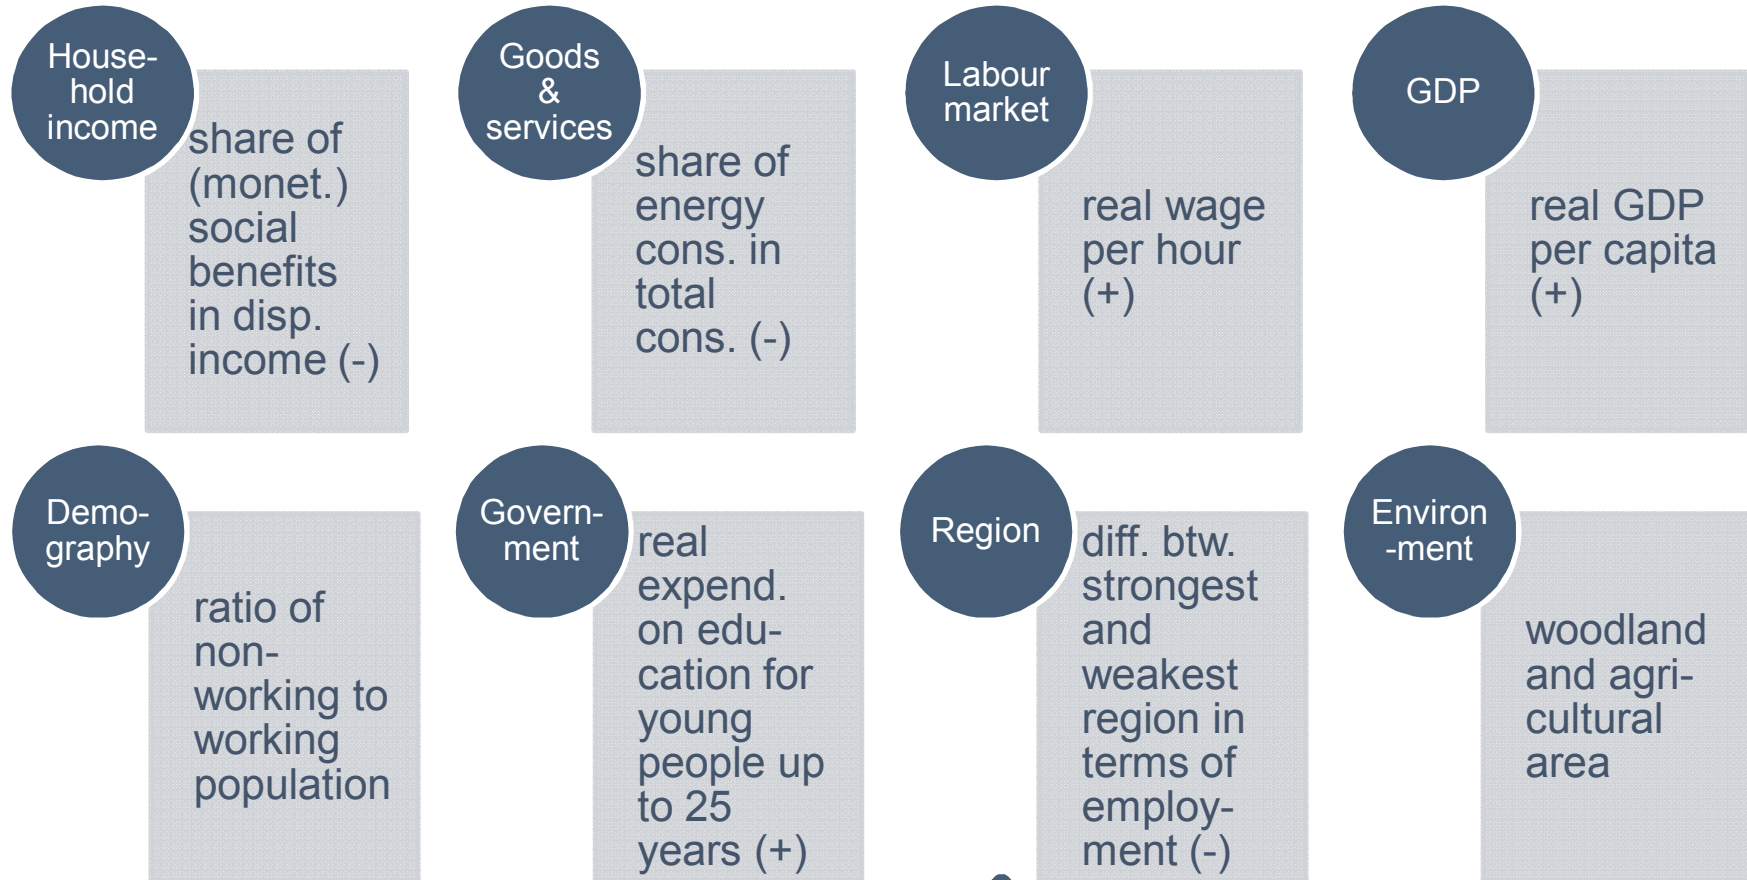 House-
hold
income
share of
(monet.)
social
benefits
in disp.
income (-)
Goods
&
services
share of
energy
cons. in
total
cons. (-)
Labour
market
real wage
per hour
(+)
GDP
real GDP
per capita
(+)
Demo-
graphy
ratio of
non-
working to
working
population
Govern-
ment
real
expend.
on edu-
cation for
young
people up
to 25
years (+)
Region
diff. btw.
strongest
and
weakest
region in
terms of
employ-
ment (-)
Environ
-ment
woodland
and agri-
cultural
area